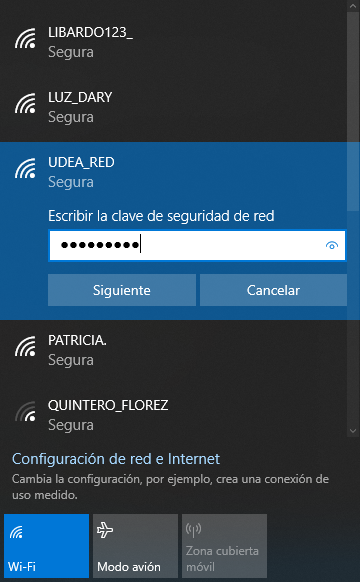 LIBARDO123_
Segura
LUZ_DARY
Segura
UDEA_RED
Segura
Escribir la clave de seguridad de red
●●●●●●●●●
Siguiente
Cancelar
PATRICIA.
Segura
QUINTERO_FLOREZ
Segura
Configuración de red e Internet
Cambia la configuración, por ejemplo, crea una conexión de
uso medido.
Wi-Fi
Modo avión
Zona cubierta
móvil